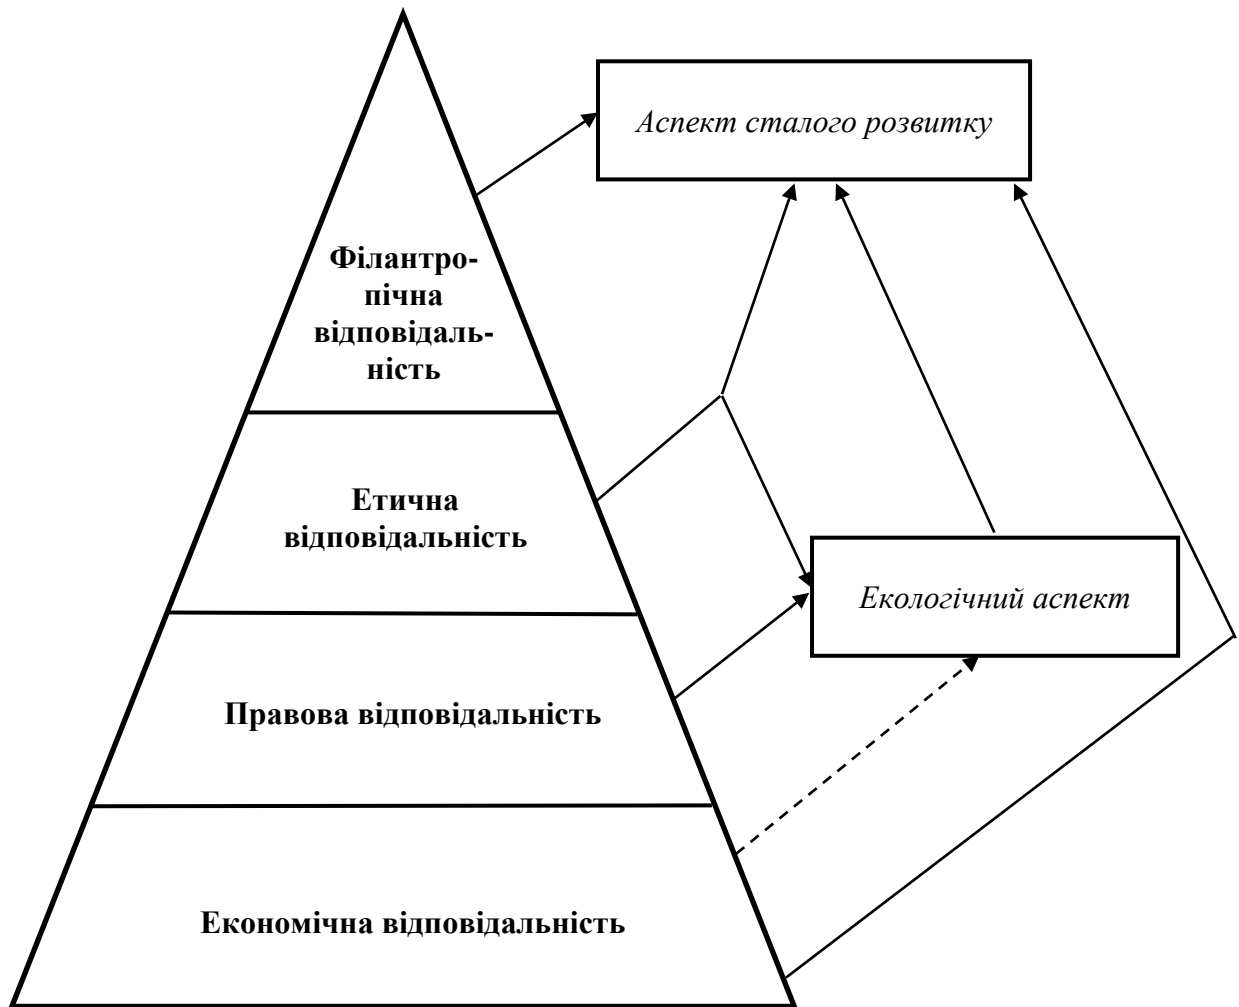 Аспект сталого розвитку
Філантро-
пічна
відповідаль-
ність
Етична
відповідальність
Екологічний аспект
Правова відповідальність
Економічна відповідальність